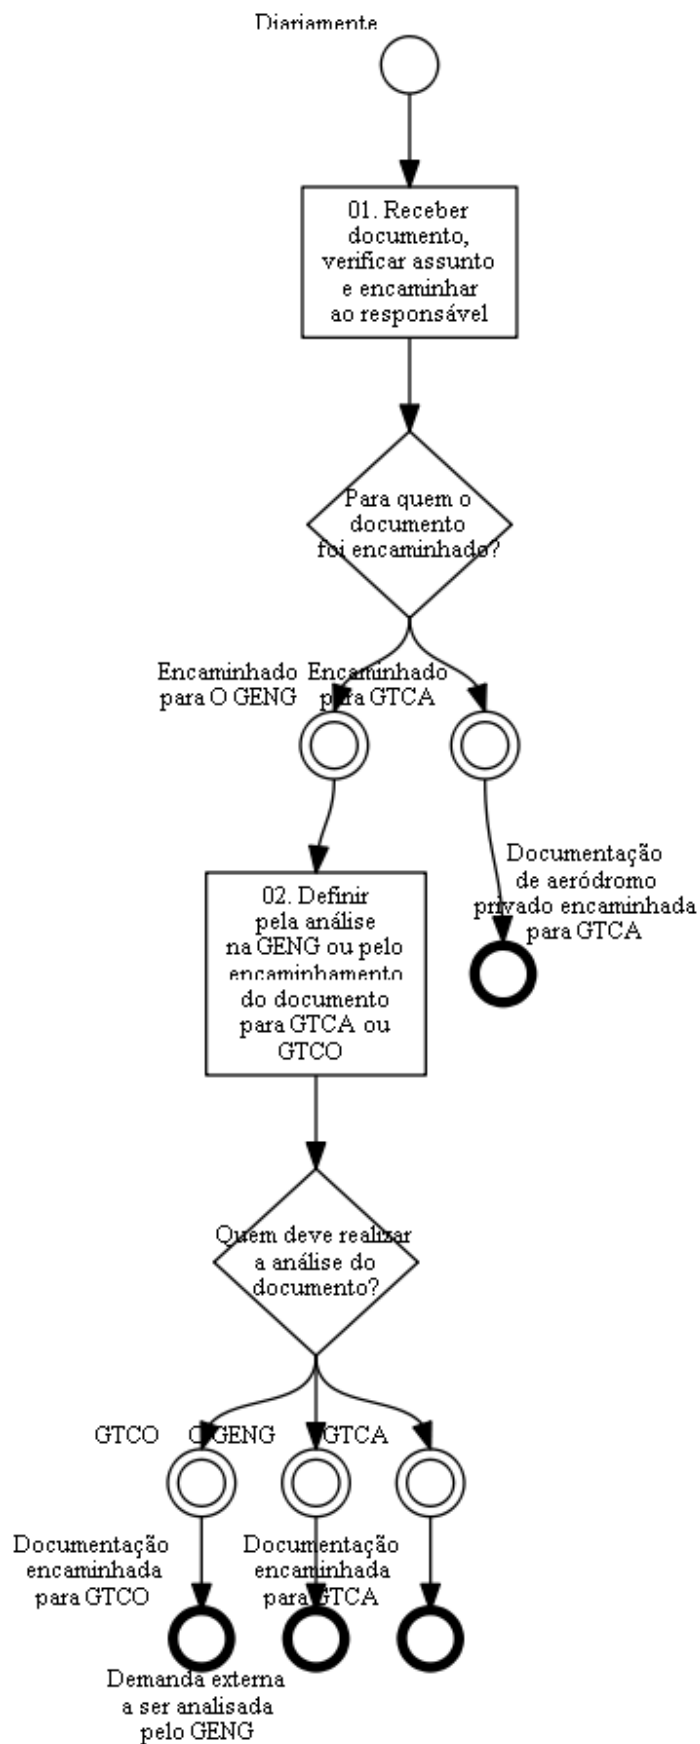 Diariamente
01. Receber
documento,
verificar assunto
e encaminhar
ao responsável
Para quem o
documento
foi encaminhado?
Encaminhado
para O GENG
Encaminhado
para GTCA
Documentação
de aeródromo
privado encaminhada
para GTCA
02. Definir
pela análise
na GENG ou pelo
encaminhamento
do documento
para GTCA ou
GTCO
Quem deve realizar
a análise do
documento?
GTCO
O GENG
GTCA
Documentação
encaminhada
para GTCO
Documentação
encaminhada
para GTCA
Demanda externa
a ser analisada
pelo GENG